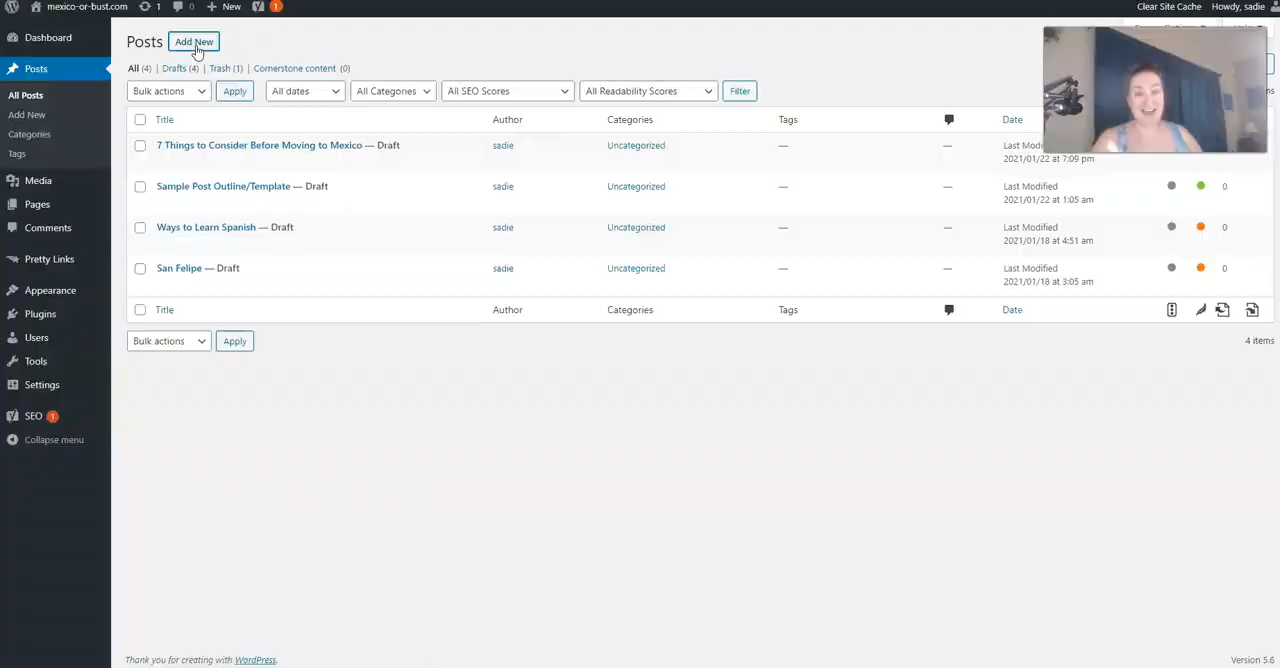 mexico-or-bust.com 1 0 New 1 Clear Site Cache Howdy, sadie
Dashboard
Posts
All Posts
Add New
Categories
Tags
Media
Pages
Comments
Pretty Links
Appearance
Plugins
Users
Tools
Settings
SEO 1
Collapse menu
Posts Add New
All (4) | Drafts (4) | Trash (1) | Cornerstone content (0)
Bulk actions Apply All dates All Categories All SEO Scores All Readability Scores Filter
Title Author Categories Tags Date
7 Things to Consider Before Moving to Mexico — Draft sadie Uncategorized — — Last Mod
2021/01/22 at 7:09 pm
Sample Post Outline/Template — Draft sadie Uncategorized — — Last Modified 0
2021/01/22 at 1:05 am
Ways to Learn Spanish — Draft sadie Uncategorized — — Last Modified 0
2021/01/18 at 4:51 am
San Felipe — Draft sadie Uncategorized — — Last Modified 0
2021/01/18 at 3:05 am
Title Author Categories Tags Date
Bulk actions Apply 4 items
Thank you for creating with WordPress. Version 5.6